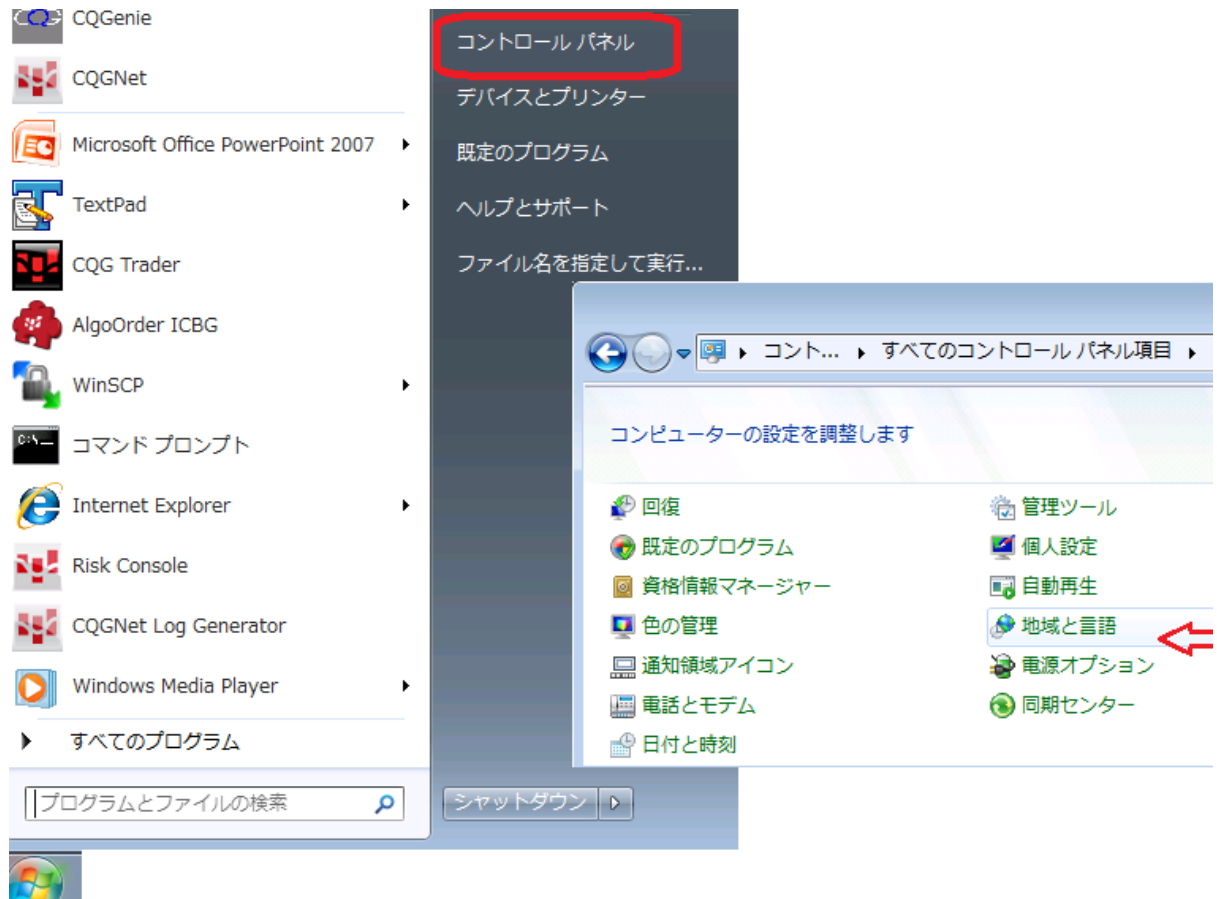 CQGenie
CQGNet
Microsoft Office PowerPoint 2007
TextPad
CQG Trader
AlgoOrder ICBG
WinSCP
コマンド プロンプト
Internet Explorer
Risk Console
CQGNet Log Generator
Windows Media Player
すべてのプログラム
プログラムとファイルの検索
コントロール パネル
デバイスとプリンター
既定のプログラム
ヘルプとサポート
ファイル名を指定して実行...
シャットダウン
コント... すべてのコントロール パネル項目
コンピューターの設定を調整します
回復
既定のプログラム
資格情報マネージャー
色の管理
通知領域アイコン
電話とモデム
日付と時刻
管理ツール
個人設定
自動再生
地域と言語
電源オプション
同期センター